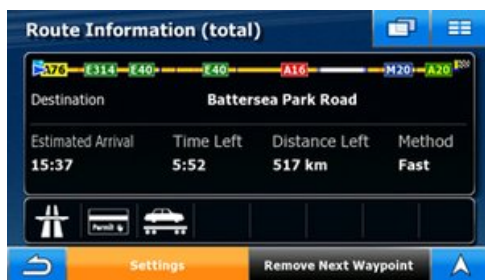 Route Information (total)
A76 E314 E40 E40 A16 M20 A20
Destination Battersea Park Road
Estimated Arrival Time Left Distance Left Method
15:37 5:52 517 km Fast
Permit
Settings Remove Next Waypoint